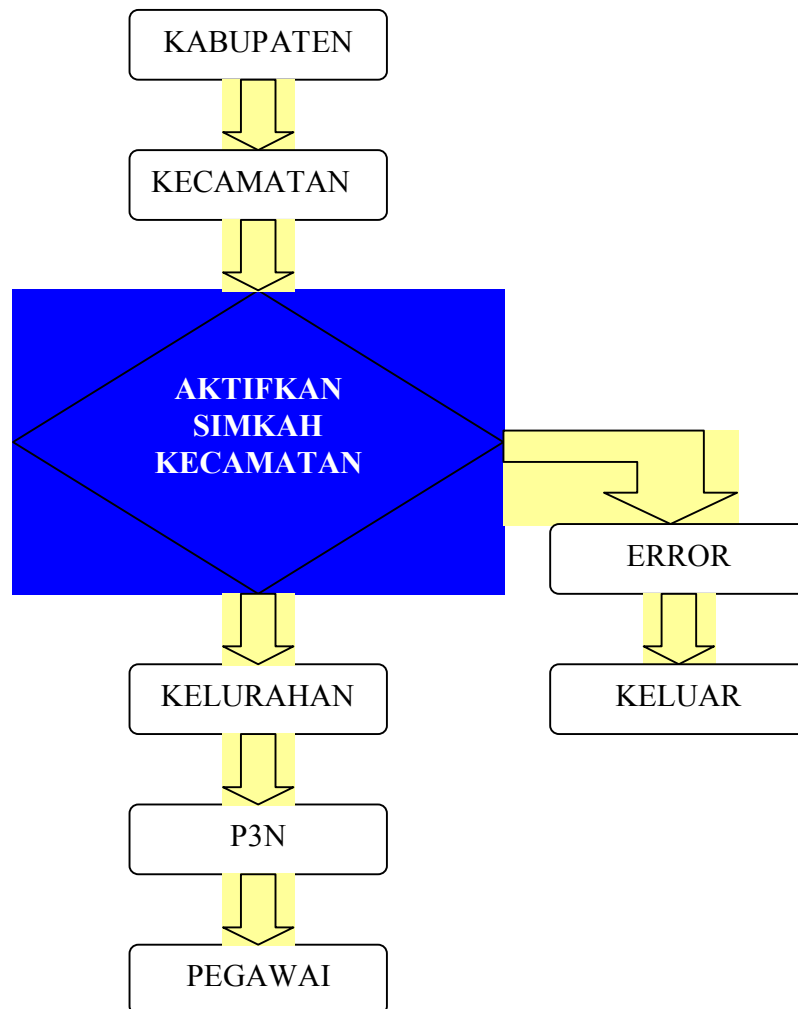 KABUPATEN
KECAMATAN
AKTIFKAN
SIMKAH
KECAMATAN
ERROR
KELUAR
KELURAHAN
P3N
PEGAWAI